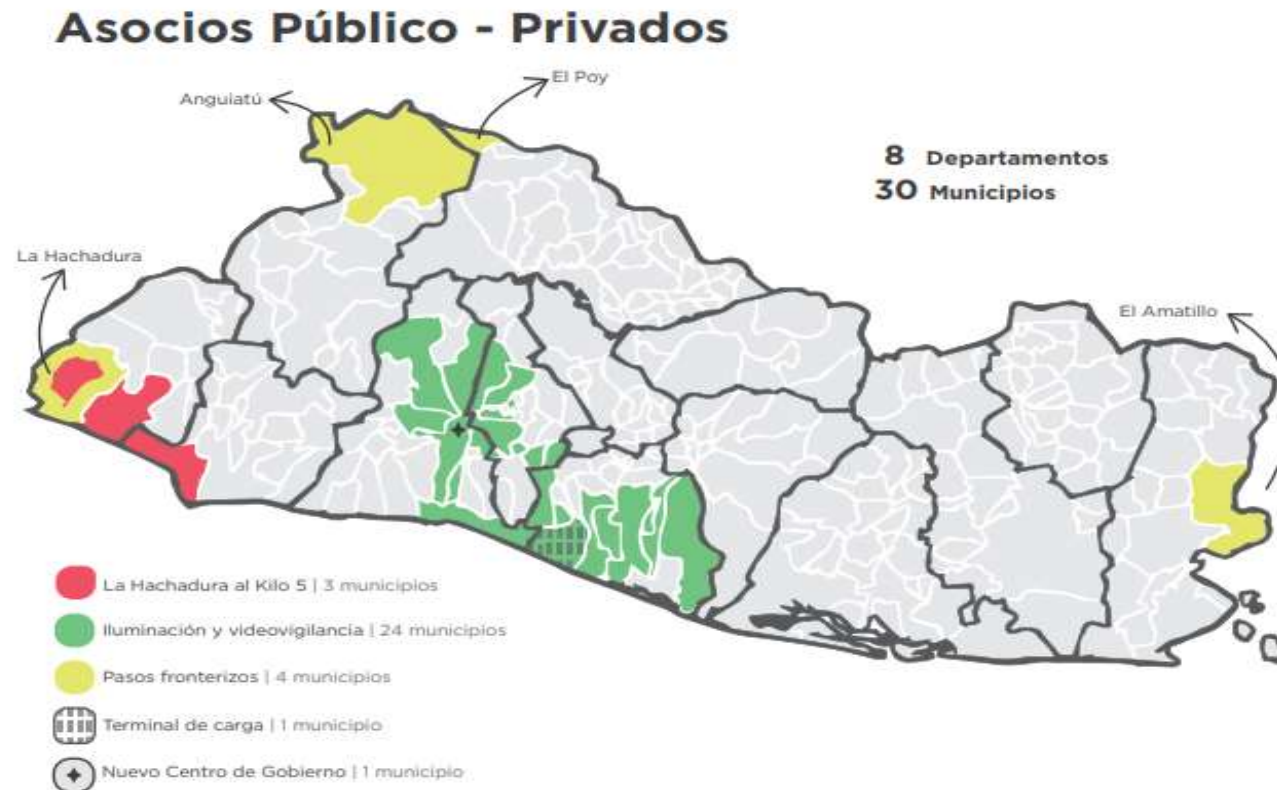 Asocios Público - Privados
El Poy
Anguiatú
8 Departamentos
30 Municipios
La Hachadura
El Amatillo
La Hachadura al Kilo 5 | 3 municipios
Iluminación y videovigilancia | 24 municipios
Pasos fronterizos | 4 municipios
Terminal de carga | 1 municipio
Nuevo Centro de Gobierno | 1 municipio